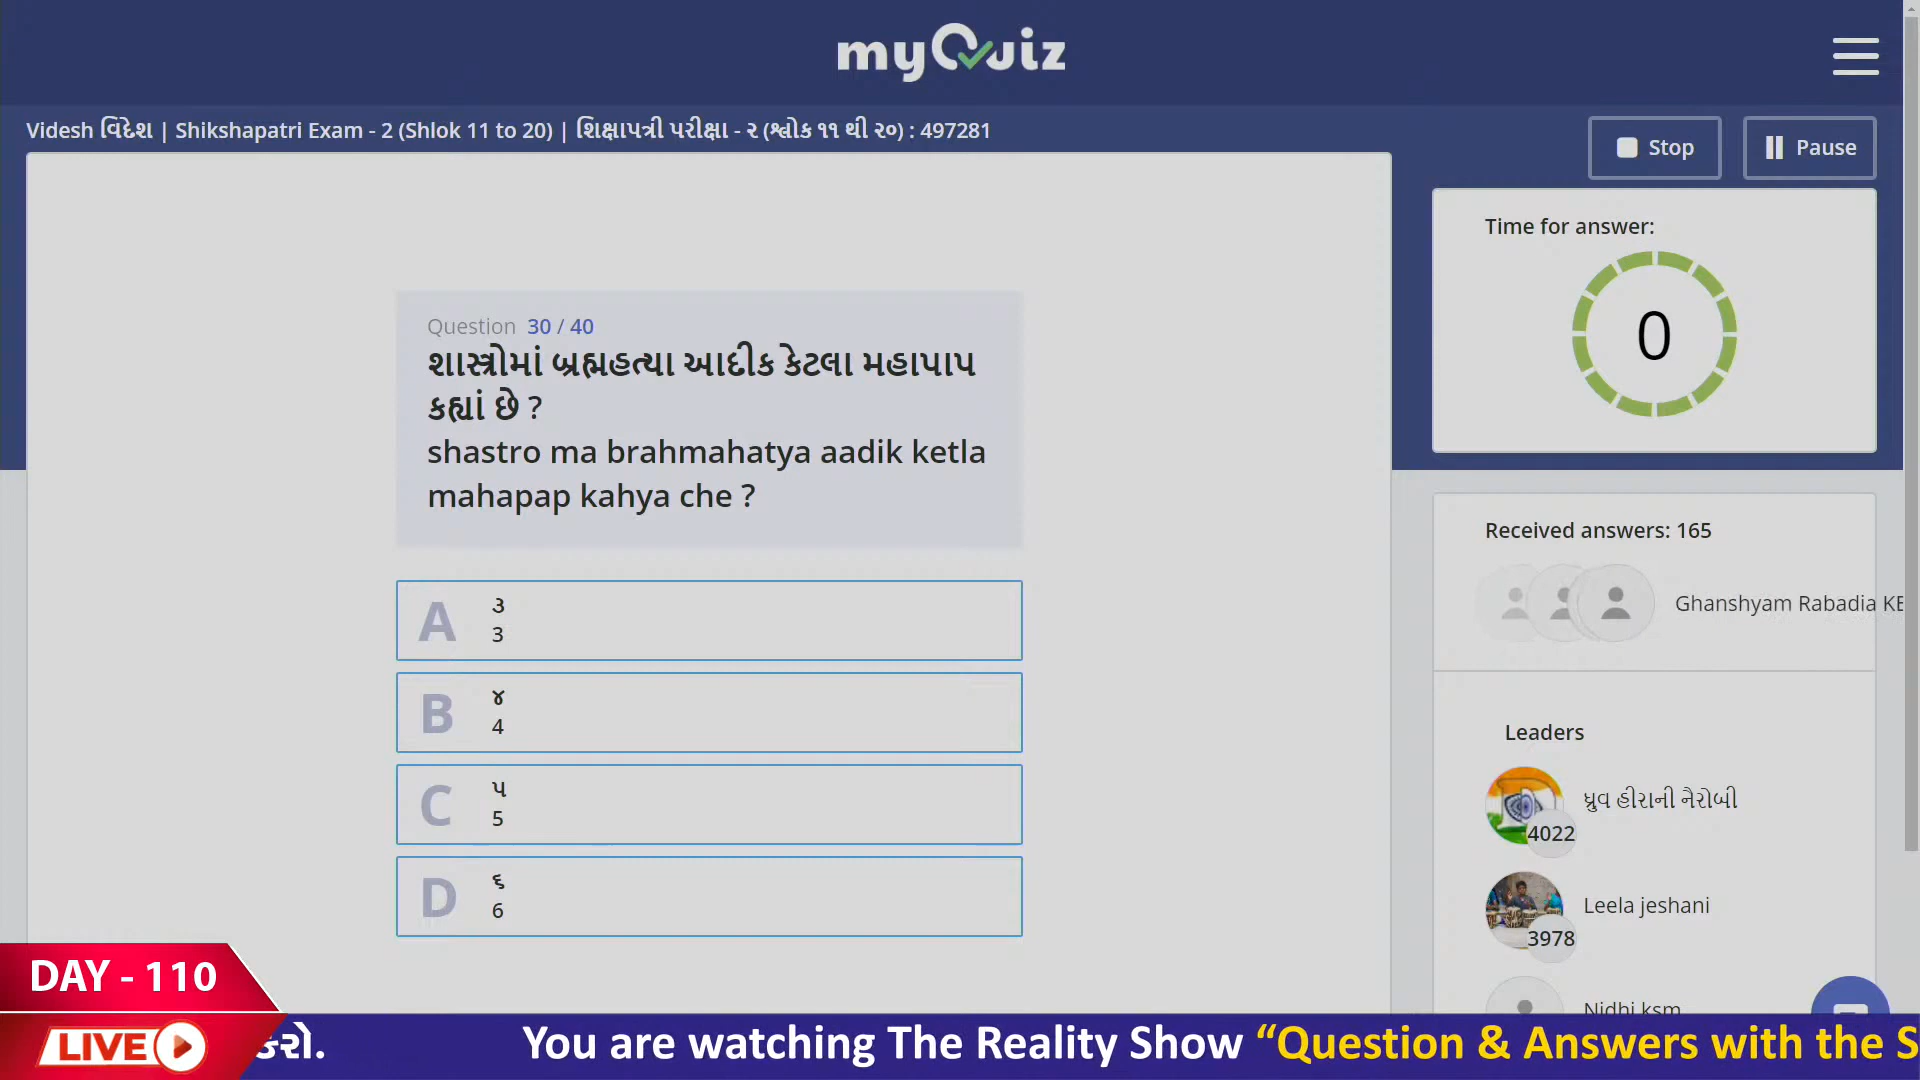 myQuiz
Videsh વિદેશ | Shikshapatri Exam - 2 (Shlok 11 to 20) | શિક્ષાપત્રી પરીક્ષા - ૨ (શ્લોક ૧૧ થી ૨૦) : 497281
Stop
Pause
Time for answer:
0
Question 30 / 40
શાસ્ત્રોમાં બ્રહ્મહત્યા આદીક કેટલા મહાપાપ
કહ્યાં છે ?
shastro ma brahmahatya aadik ketla
mahapap kahya che ?
A
૩
3
B
૪
4
C
૫
5
D
૬
6
Received answers: 165
Ghanshyam Rabadia KE
Leaders
ધ્રુવ હીરાની નૈરોબી
4022
Leela jeshani
3978
Nidhi ksm
DAY - 110
LIVE
કરો.
You are watching The Reality Show “Question & Answers with the S